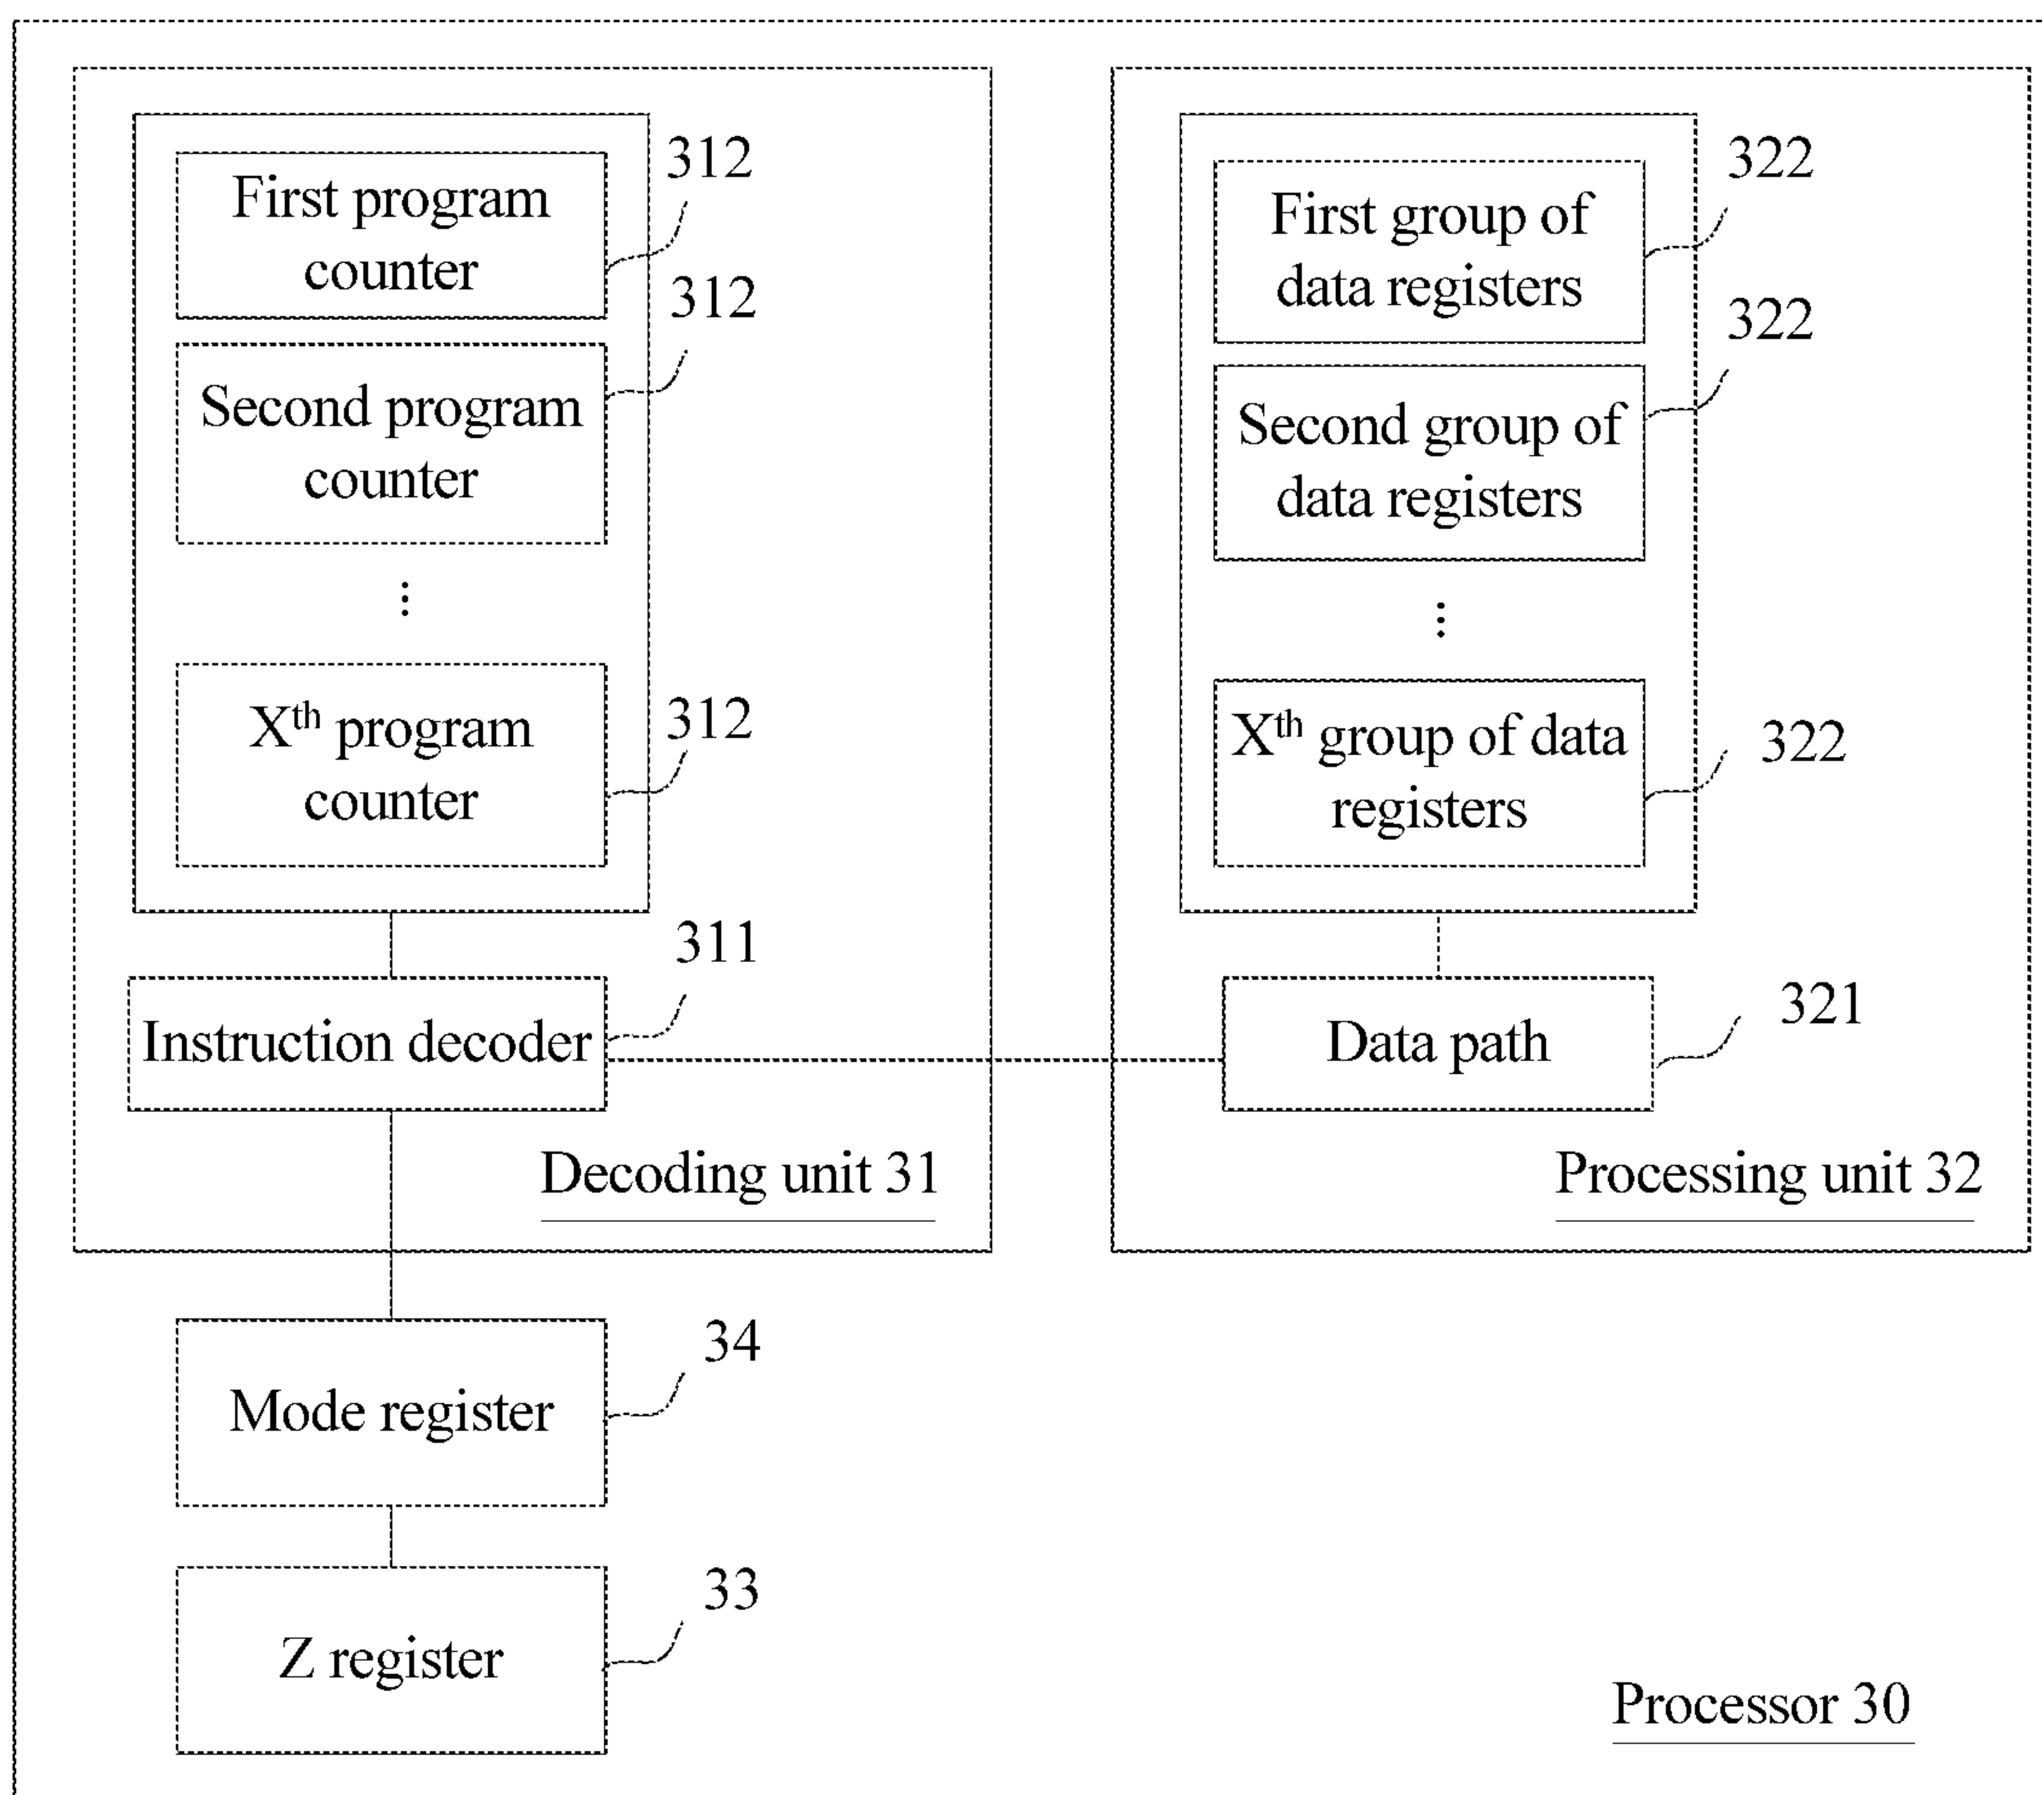 First program
counter
312
Second program
counter
312
⋮
Xth program
counter
312
Instruction decoder
311
Decoding unit 31
First group of
data registers
322
Second group of
data registers
322
⋮
Xth group of data
registers
322
Data path
321
Processing unit 32
Mode register
34
Z register
33
Processor 30